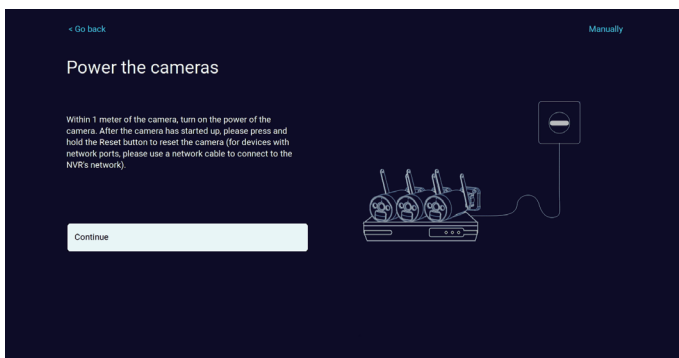 < Go back
Manually
Power the cameras
Within 1 meter of the camera, turn on the power of the
camera. After the camera has started up, please press and
hold the Reset button to reset the camera (for devices with
network ports, please use a network cable to connect to the
NVR's network).
Continue